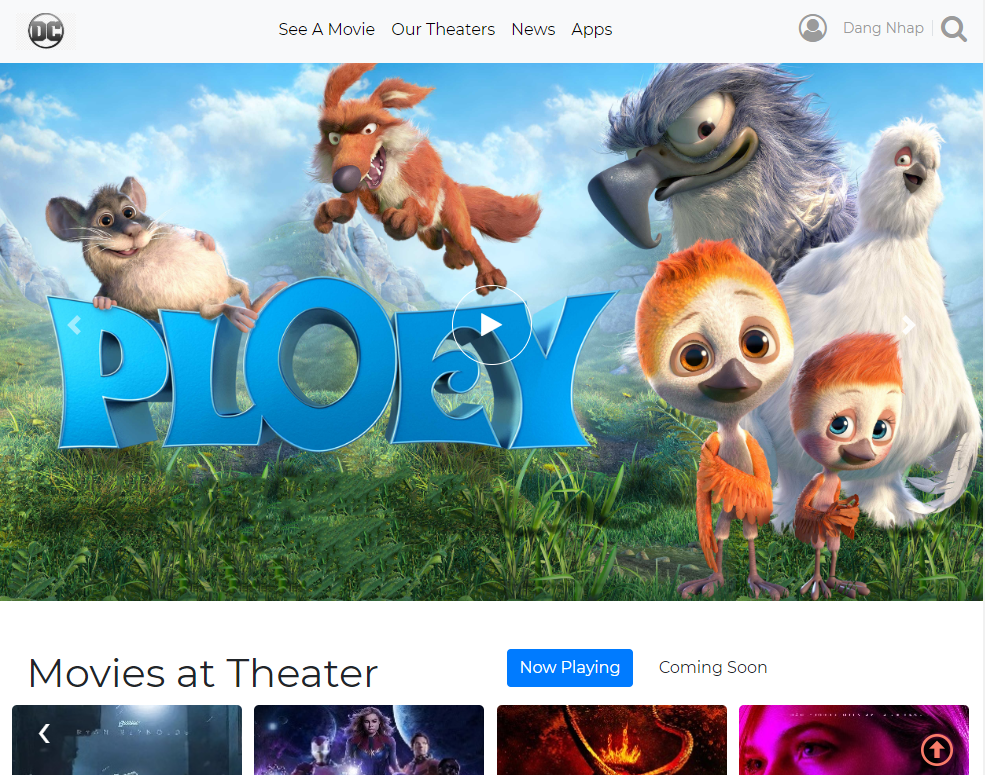 DC
See A Movie Our Theaters News Apps
Dang Nhap
PLOEY
Movies at Theater
Now Playing
Coming Soon